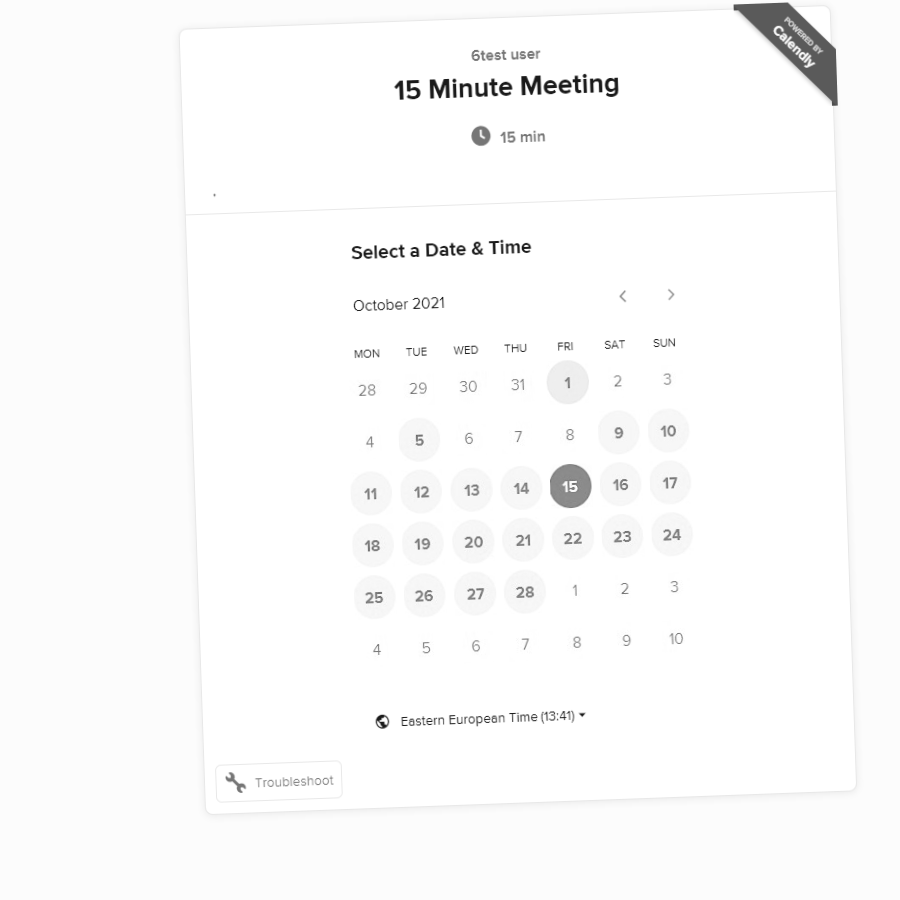 POWERED BY
Calendly
6test user
15 Minute Meeting
15 min
.
Select a Date & Time
October 2021
MON TUE WED THU FRI SAT SUN
28 29 30 31 1 2 3
4 5 6 7 8 9 10
11 12 13 14 15 16 17
18 19 20 21 22 23 24
25 26 27 28 1 2 3
4 5 6 7 8 9 10
Eastern European Time (13:41)
Troubleshoot